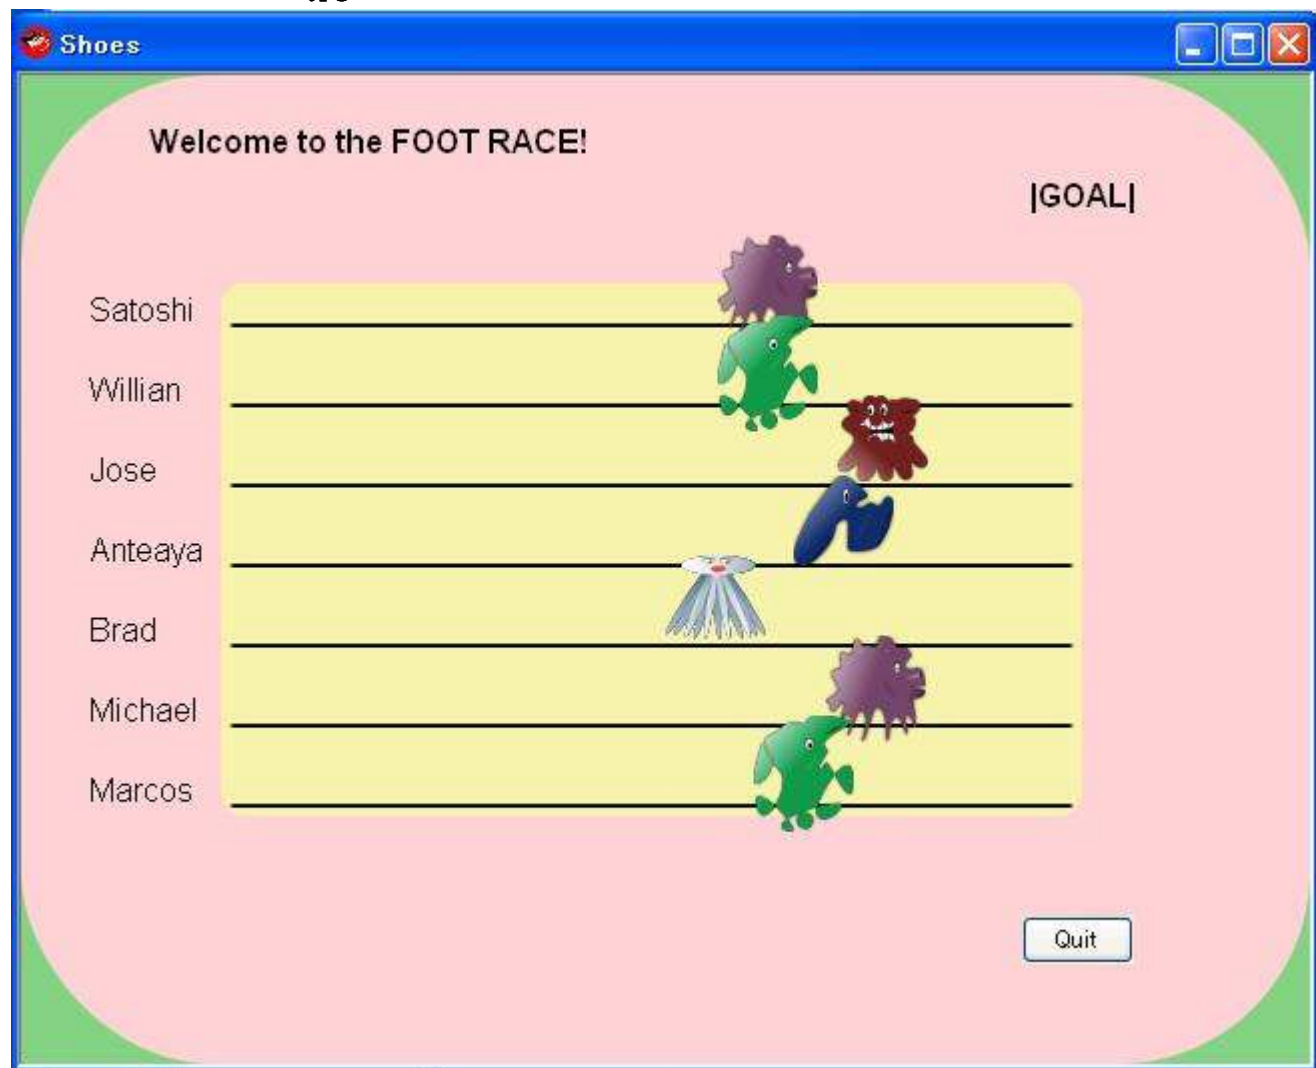 Shoes
Welcome to the FOOT RACE!
|GOAL|
Satoshi
Willian
Jose
Anteaya
Brad
Michael
Marcos
Quit